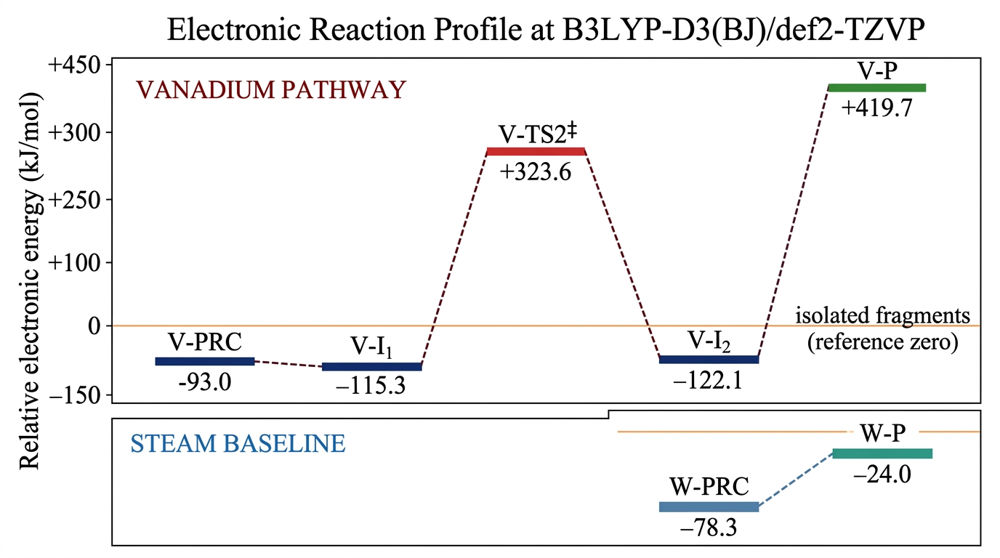 Electronic Reaction Profile at B3LYP-D3(BJ)/def2-TZVP
Relative electronic energy (kJ/mol)
+450
+300
+250
+100
0
–150
VANADIUM PATHWAY
V-PRC
-93.0
V-I₁
–115.3
V-TS2‡
+323.6
V-I₂
–122.1
V-P
+419.7
isolated fragments
(reference zero)
STEAM BASELINE
W-PRC
–78.3
W-P
–24.0